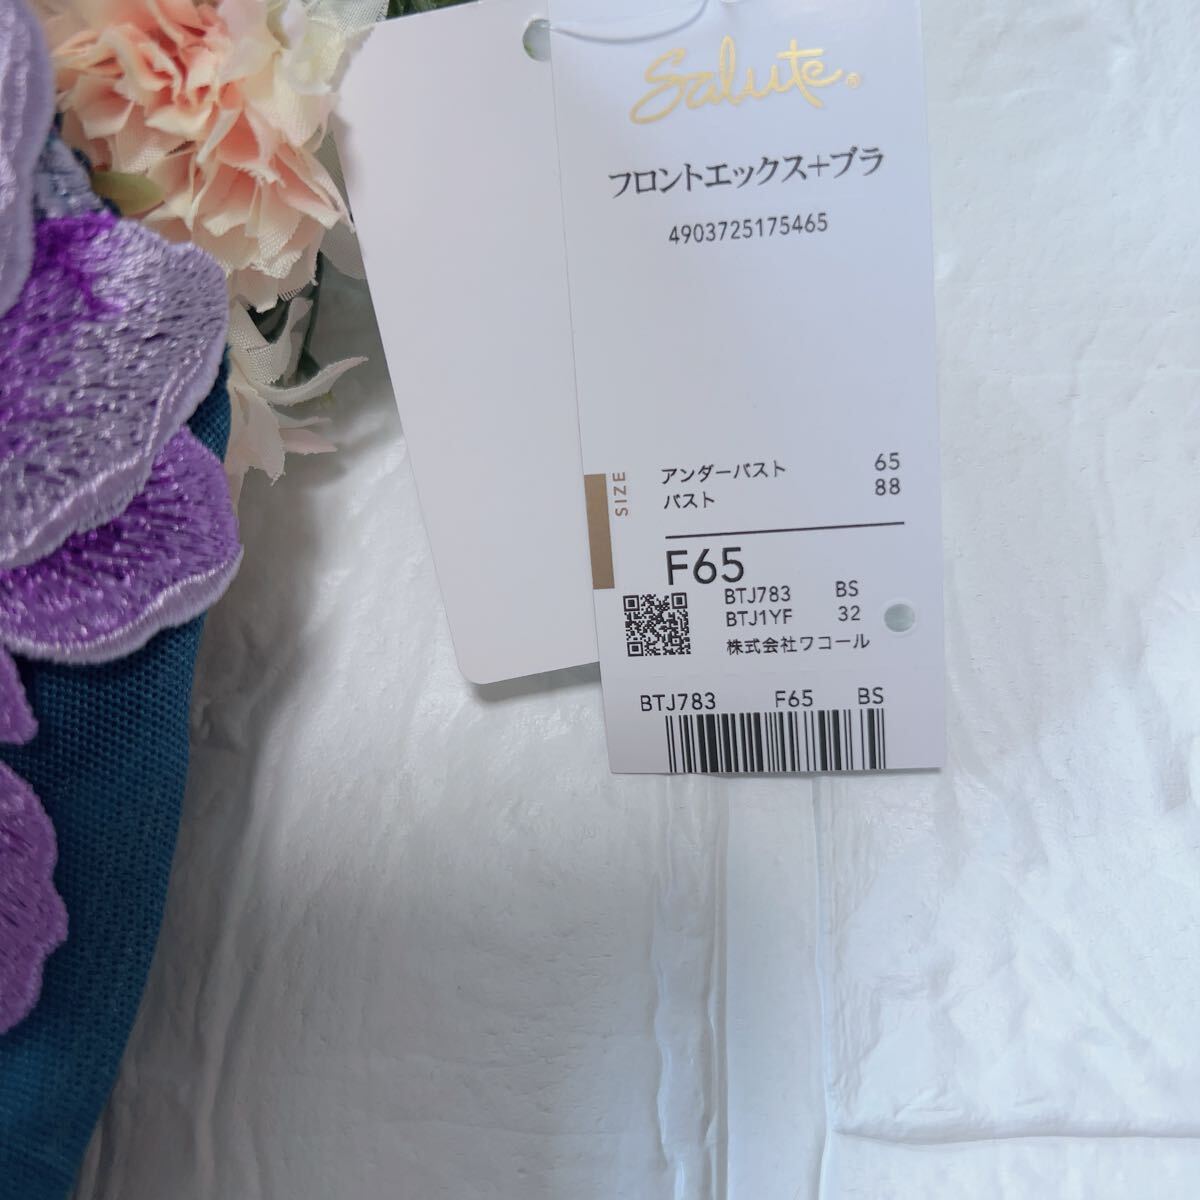 Salute®
フロントエックス+ブラ
4903725175465
SIZE
アンダーバスト 65
バスト 88
F65
BTJ783 BS
BTJ1YF 32
株式会社ワコール
BTJ783 F65 BS